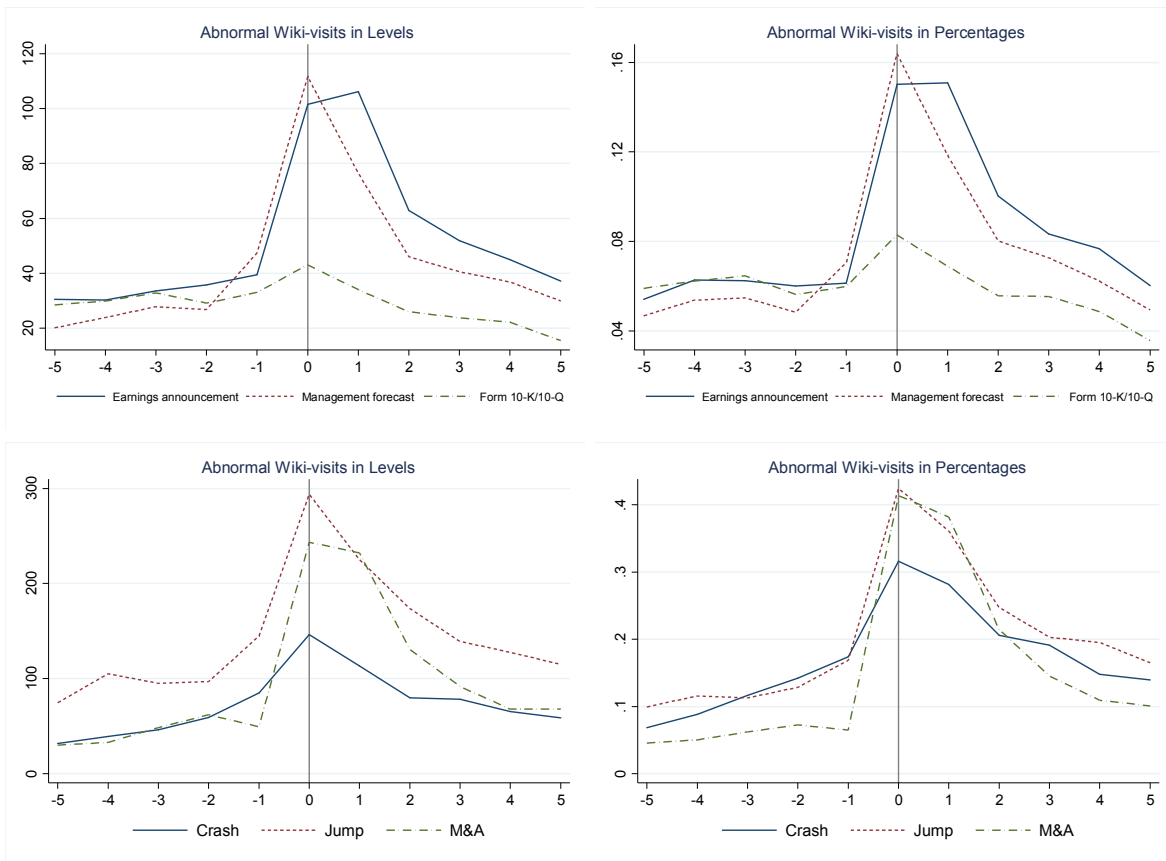 Abnormal Wiki-visits in Levels
120
100
80
60
40
20
-5 -4 -3 -2 -1 0 1 2 3 4 5
Earnings announcement Management forecast Form 10-K/10-Q
Abnormal Wiki-visits in Percentages
.16
.12
.08
.04
-5 -4 -3 -2 -1 0 1 2 3 4 5
Earnings announcement Management forecast Form 10-K/10-Q
Abnormal Wiki-visits in Levels
300
200
100
0
-5 -4 -3 -2 -1 0 1 2 3 4 5
Crash Jump M&A
Abnormal Wiki-visits in Percentages
.4
.3
.2
.1
0
-5 -4 -3 -2 -1 0 1 2 3 4 5
Crash Jump M&A